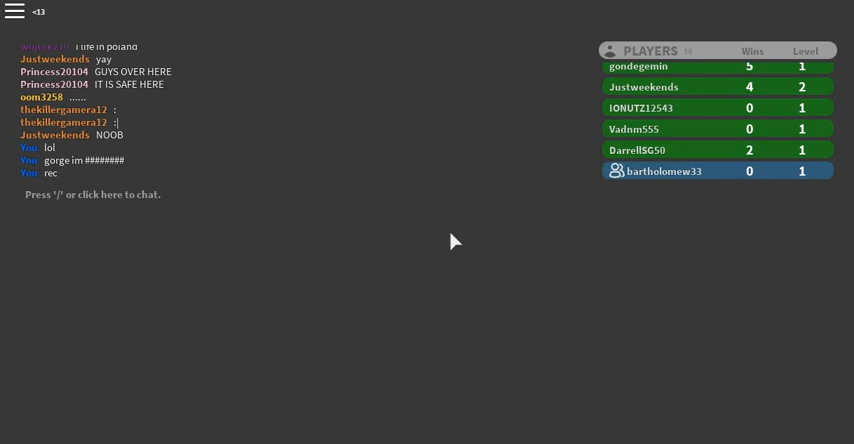 <13
wojtek210 i life in poland
Justweekends yay
Princess20104 GUYS OVER HERE
Princess20104 IT IS SAFE HERE
oom3258 ......
thekillergamera12 :
thekillergamera12 :|
Justweekends NOOB
You lol
You gorge im ########
You rec
Press '/' or click here to chat.
PLAYERS 16 Wins Level
gondegemin 5 1
Justweekends 4 2
IONUTZ12543 0 1
Vadnm555 0 1
DarrellSG50 2 1
bartholomew33 0 1